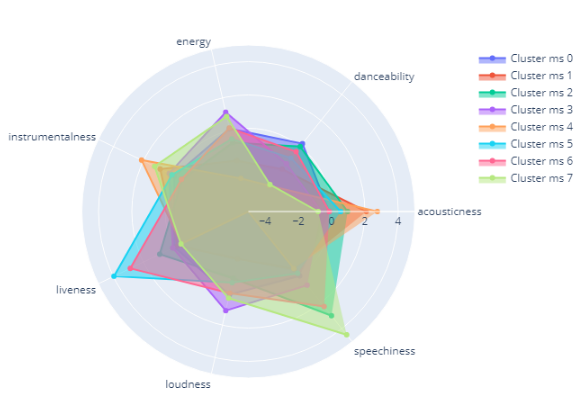 energy
danceability
instrumentalness
acousticness
−4
−2
0
2
4
liveness
speechiness
loudness
Cluster ms 0
Cluster ms 1
Cluster ms 2
Cluster ms 3
Cluster ms 4
Cluster ms 5
Cluster ms 6
Cluster ms 7